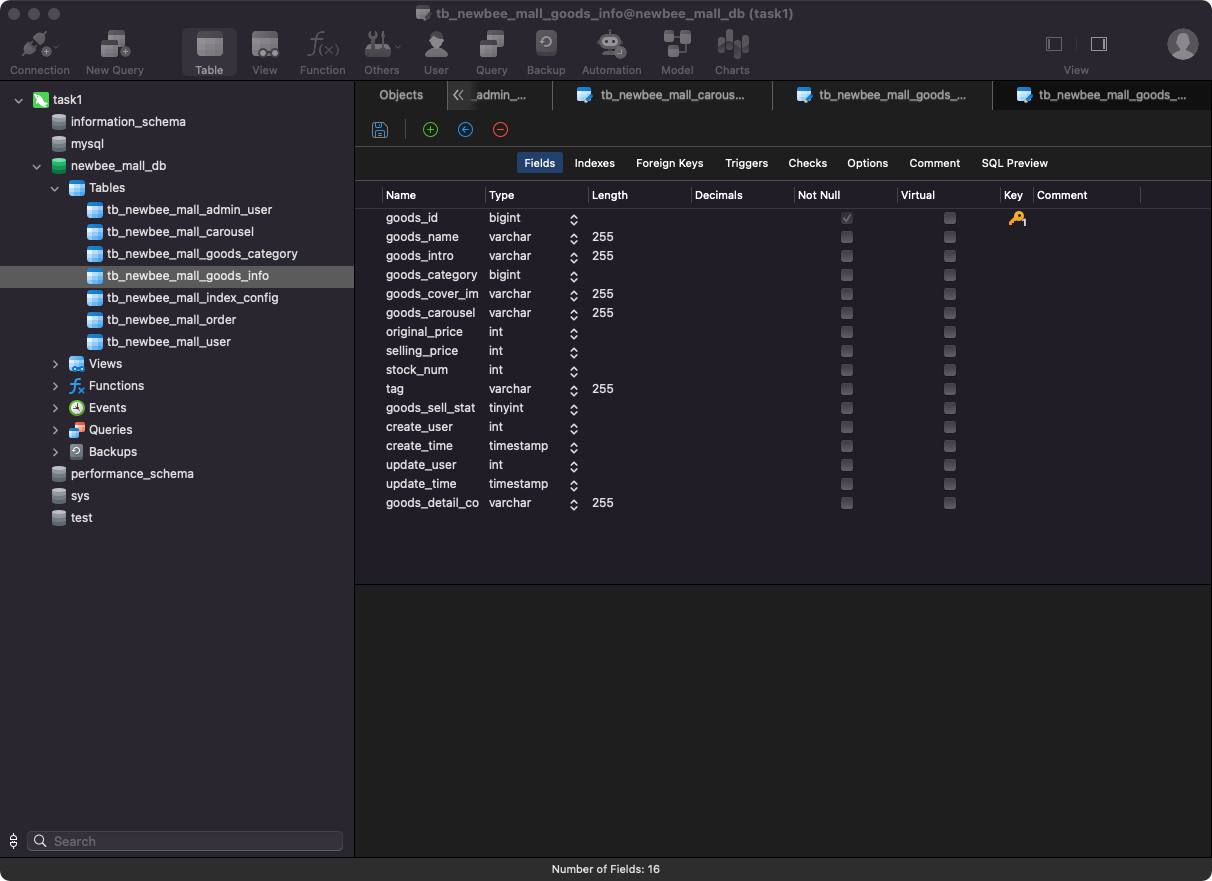 tb_newbee_mall_goods_info@newbee_mall_db (task1)
Connection New Query Table View Function Others User Query Backup Automation Model Charts View
task1
information_schema
mysql
newbee_mall_db
Tables
tb_newbee_mall_admin_user
tb_newbee_mall_carousel
tb_newbee_mall_goods_category
tb_newbee_mall_goods_info
tb_newbee_mall_index_config
tb_newbee_mall_order
tb_newbee_mall_user
Views
Functions
Events
Queries
Backups
performance_schema
sys
test
Search
Objects _admin_... tb_newbee_mall_carous... tb_newbee_mall_goods_... tb_newbee_mall_goods_...
Fields Indexes Foreign Keys Triggers Checks Options Comment SQL Preview
Name Type Length Decimals Not Null Virtual Key Comment
goods_id bigint 1
goods_name varchar 255
goods_intro varchar 255
goods_category bigint
goods_cover_im varchar 255
goods_carousel varchar 255
original_price int
selling_price int
stock_num int
tag varchar 255
goods_sell_stat tinyint
create_user int
create_time timestamp
update_user int
update_time timestamp
goods_detail_co varchar 255
Number of Fields: 16